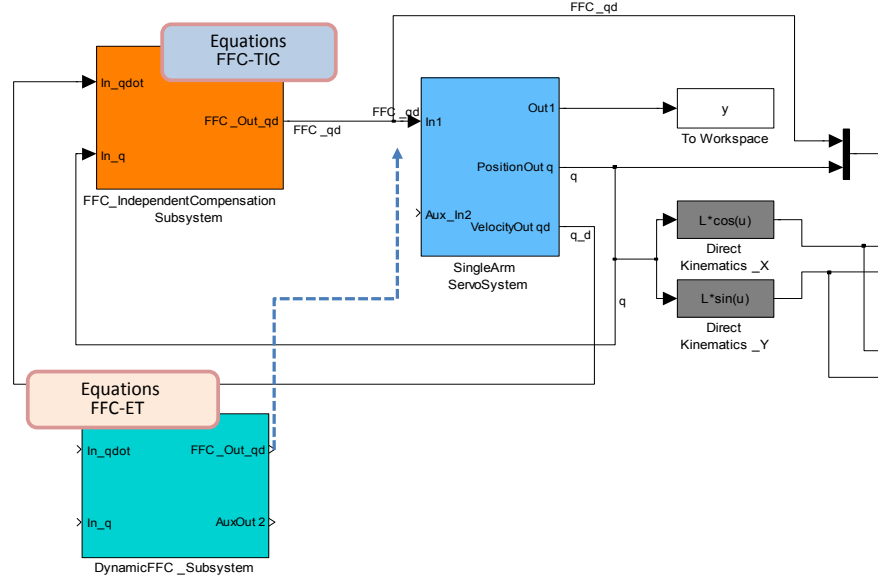 FFC_qd
Equations
FFC-TIC
In_qdot
FFC_Out_qd
In_q
FFC_qd
FFC_IndependentCompensation
Subsystem
FFC_qd
In1
Out1
PositionOut q
Aux_In2
VelocityOut qd
q
q_d
SingleArm
ServoSystem
y
To Workspace
L*cos(u)
Direct
Kinematics _X
L*sin(u)
q
Direct
Kinematics _Y
Equations
FFC-ET
In_qdot
FFC_Out_qd
In_q
AuxOut 2
DynamicFFC _Subsystem